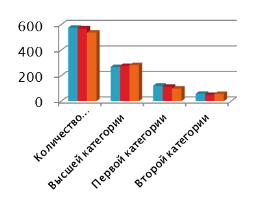 600
400
200
0
Количество...
Высшей категории
Первой категории
Второй категории